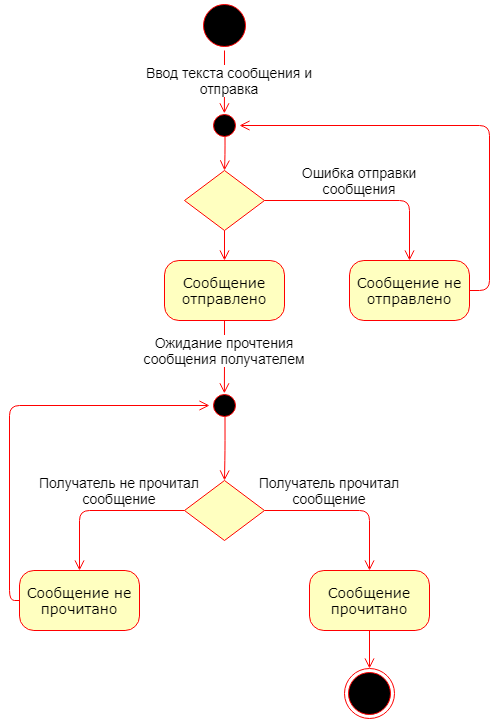 Ввод текста сообщения и
отправка
Ошибка отправки
сообщения
Сообщение
отправлено
Сообщение не
отправлено
Ожидание прочтения
сообщения получателем
Получатель не прочитал
сообщение
Получатель прочитал
сообщение
Сообщение не
прочитано
Сообщение
прочитано